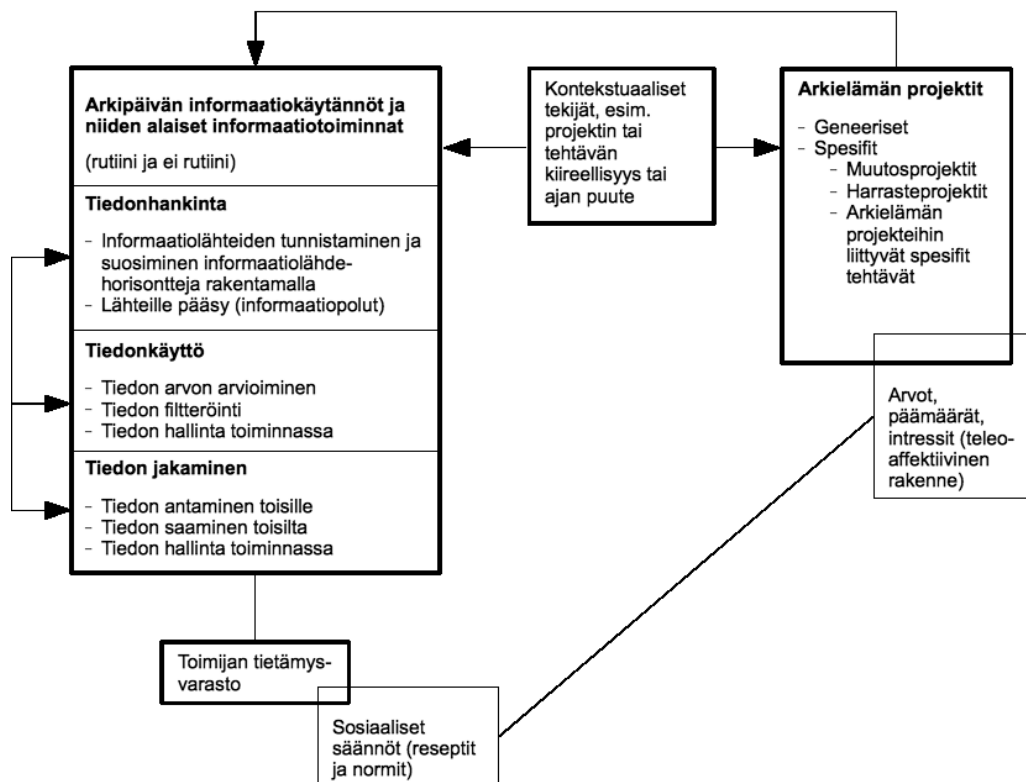 Arkipäivän informaatiokäytännöt ja
niiden alaiset informaatiotoiminnat
(rutiini ja ei rutiini)
Tiedonhankinta
- Informaatiolähteiden tunnistaminen ja
suosiminen informaatiolähde-
horisontteja rakentamalla
- Lähteille pääsy (informaatiopolut)
Tiedonkäyttö
- Tiedon arvon arvioiminen
- Tiedon filtteröinti
- Tiedon hallinta toiminnassa
Tiedon jakaminen
- Tiedon antaminen toisille
- Tiedon saaminen toisilta
- Tiedon hallinta toiminnassa
Kontekstuaaliset
tekijät, esim.
projektin tai
tehtävän
kiireellisyys tai
ajan puute
Arkielämän projektit
- Geneeriset
- Spesifit
- Muutosprojektit
- Harrasteprojektit
- Arkielämän
projekteihin
liittyvät spesifit
tehtävät
Arvot,
päämäärät,
intressit (teleo-
affektiivinen
rakenne)
Toimijan tietämys-
varasto
Sosiaaliset
säännöt (reseptit
ja normit)